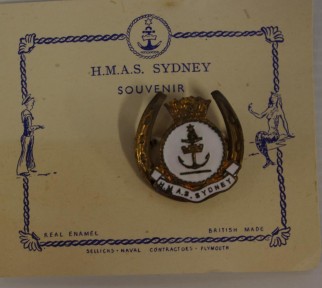 H.M.A.S. SYDNEY
SOUVENIR
H.M.A.S. SYDNEY
REAL ENAMEL
BRITISH MADE
SELLICKS - NAVAL CONTRACTORS - PLYMOUTH